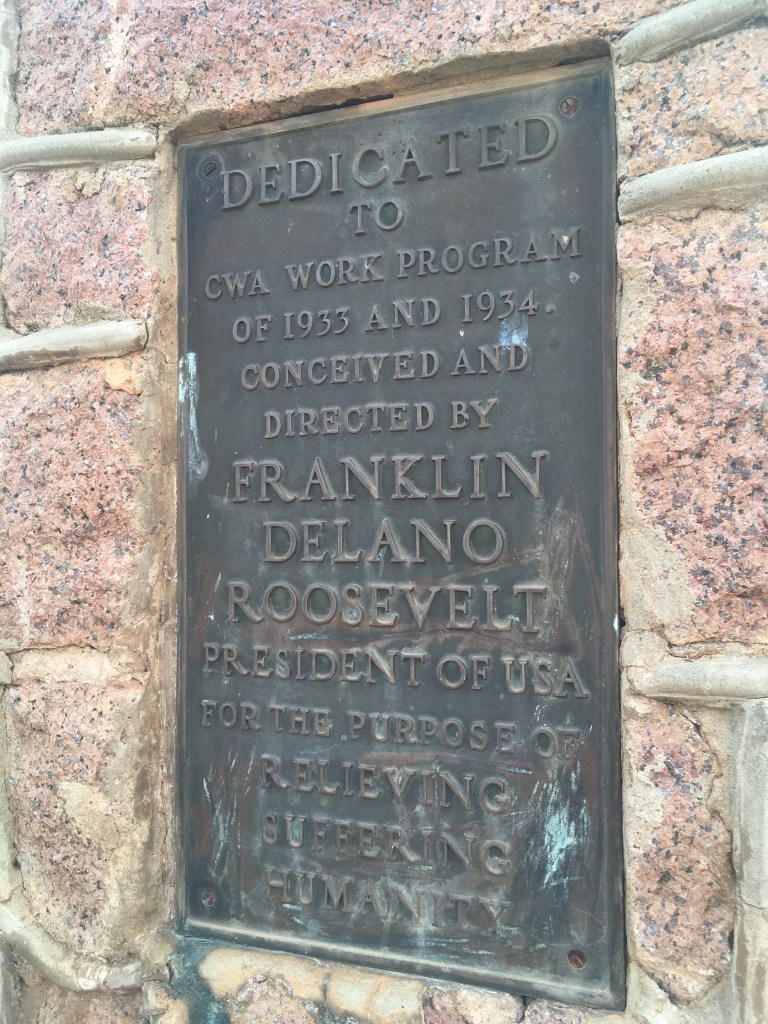 DEDICATED
TO
CWA WORK PROGRAM
OF 1933 AND 1934.
CONCEIVED AND
DIRECTED BY
FRANKLIN
DELANO
ROOSEVELT
PRESIDENT OF USA
FOR THE PURPOSE OF
RELIEVING
SUFFERING
HUMANITY